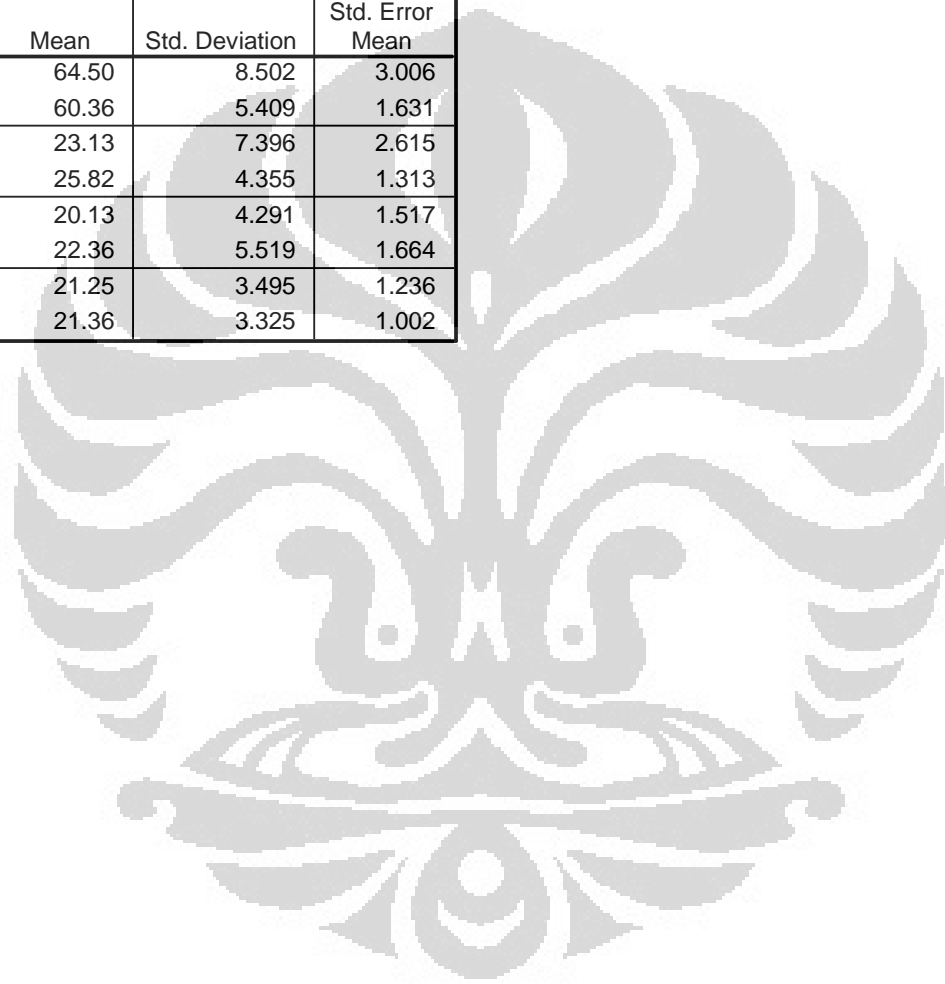 Std. Error
Mean Std. Deviation Mean
64.50 8.502 3.006
60.36 5.409 1.631
23.13 7.396 2.615
25.82 4.355 1.313
20.13 4.291 1.517
22.36 5.519 1.664
21.25 3.495 1.236
21.36 3.325 1.002